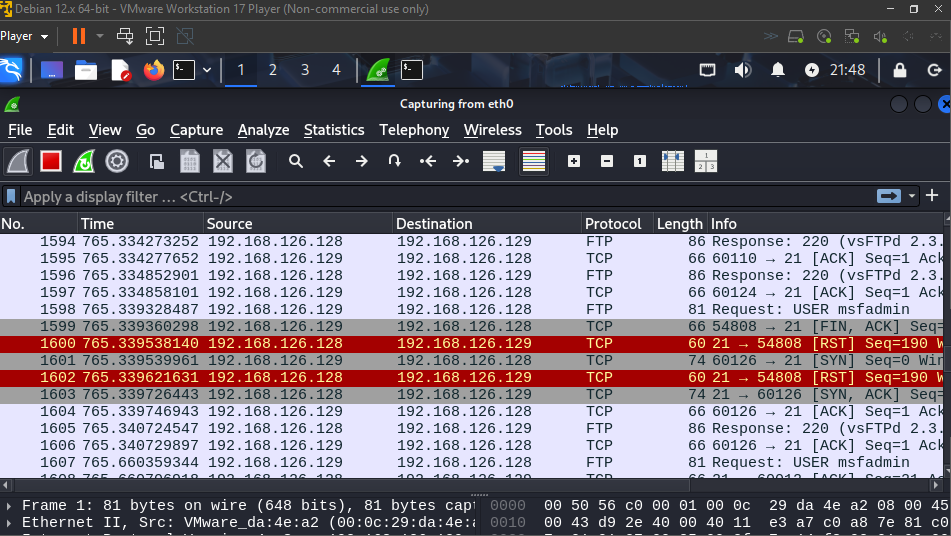 Debian 12.x 64-bit - VMware Workstation 17 Player (Non-commercial use only)
Player
1 2 3 4 21:48
Capturing from eth0
File Edit View Go Capture Analyze Statistics Telephony Wireless Tools Help
Apply a display filter … <Ctrl-/>
No. Time Source Destination Protocol Length Info
1594 765.334273252 192.168.126.128 192.168.126.129 FTP 86 Response: 220 (vsFTPd 2.3.
1595 765.334277652 192.168.126.129 192.168.126.128 TCP 66 60110 → 21 [ACK] Seq=1 Ack
1596 765.334852901 192.168.126.128 192.168.126.129 FTP 86 Response: 220 (vsFTPd 2.3.
1597 765.334858101 192.168.126.129 192.168.126.128 TCP 66 60124 → 21 [ACK] Seq=1 Ack
1598 765.339328487 192.168.126.129 192.168.126.128 FTP 81 Request: USER msfadmin
1599 765.339360298 192.168.126.129 192.168.126.128 TCP 66 54808 → 21 [FIN, ACK] Seq=
1600 765.339538140 192.168.126.128 192.168.126.129 TCP 60 21 → 54808 [RST] Seq=190 W
1601 765.339539961 192.168.126.129 192.168.126.128 TCP 74 60126 → 21 [SYN] Seq=0 Win
1602 765.339621631 192.168.126.128 192.168.126.129 TCP 60 21 → 54808 [RST] Seq=190 W
1603 765.339726443 192.168.126.128 192.168.126.129 TCP 74 21 → 60126 [SYN, ACK] Seq=
1604 765.339746943 192.168.126.129 192.168.126.128 TCP 66 60126 → 21 [ACK] Seq=1 Ack
1605 765.340724547 192.168.126.128 192.168.126.129 FTP 86 Response: 220 (vsFTPd 2.3.
1606 765.340729897 192.168.126.129 192.168.126.128 TCP 66 60126 → 21 [ACK] Seq=1 Ack
1607 765.660359344 192.168.126.129 192.168.126.128 FTP 81 Request: USER msfadmin
Frame 1: 81 bytes on wire (648 bits), 81 bytes capt 0000 00 50 56 c0 00 01 00 0c 29 da 4e a2 08 00 45
Ethernet II, Src: VMware_da:4e:a2 (00:0c:29:da:4e:a 0010 00 43 d9 2e 40 00 40 11 e3 a7 c0 a8 7e 81 c0